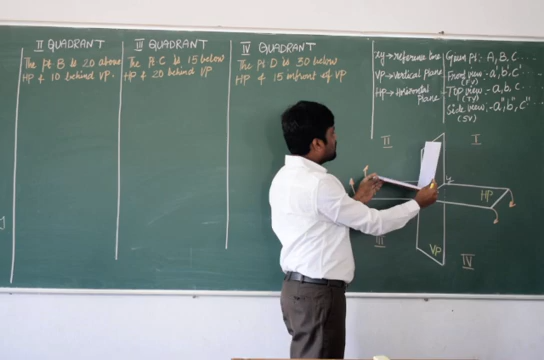 II QUADRANT
The pt B is 20 above
HP & 10 behind VP.
III QUADRANT
The pt C is 15 below
HP & 20 behind VP
IV QUADRANT
The pt D is 30 below
HP & 15 infront of VP
xy → reference line
VP → Vertical plane
HP → Horizontal
plane
Given pt :- A, B, C ....
Front view :- a', b', c' ...
(FV)
Top view :- a, b, c ...
(TV)
Side view :- a", b", c" ...
(SV)
II
I
y
HP
III
VP
IV